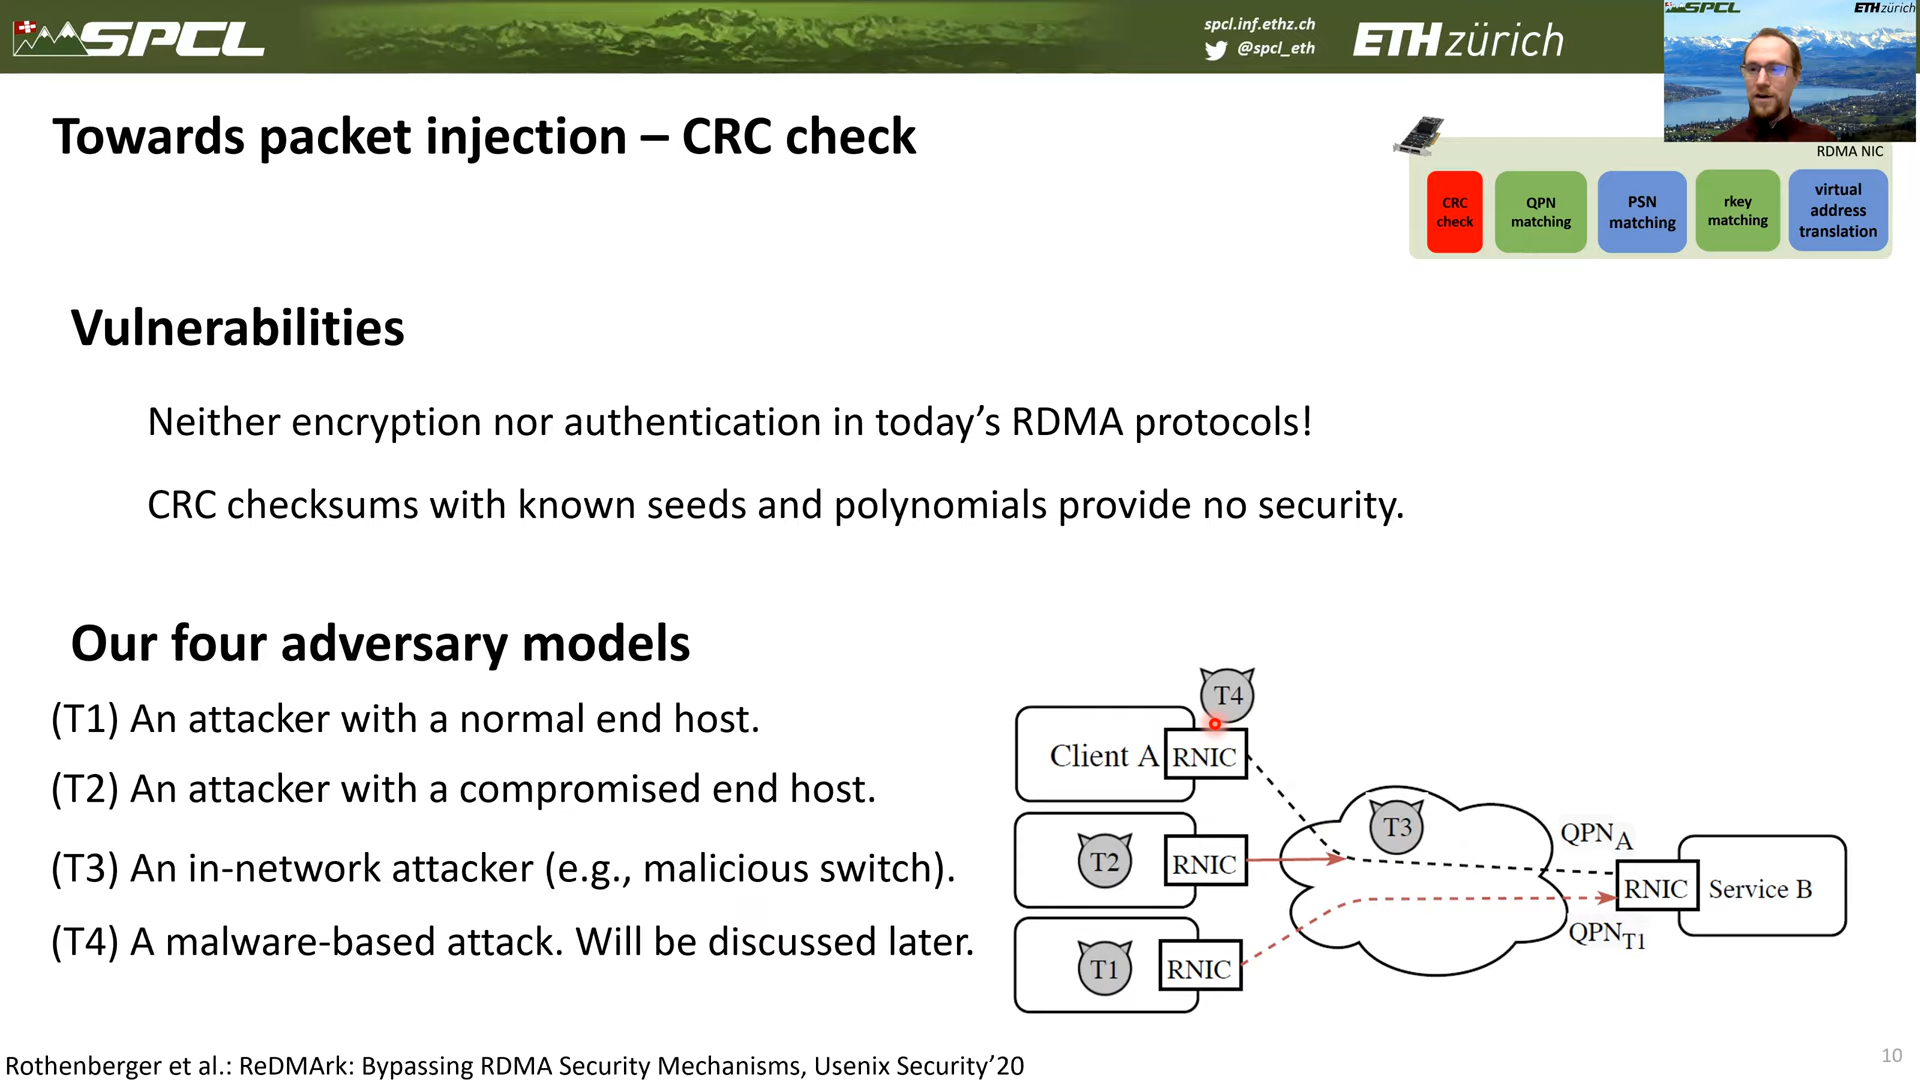 SPCL
spcl.inf.ethz.ch
@spcl_eth
ETH zürich
SPCL
ETH zürich
Towards packet injection – CRC check
RDMA NIC
CRC
check
QPN
matching
PSN
matching
rkey
matching
virtual
address
translation
Vulnerabilities
Neither encryption nor authentication in today’s RDMA protocols!
CRC checksums with known seeds and polynomials provide no security.
Our four adversary models
(T1) An attacker with a normal end host.
(T2) An attacker with a compromised end host.
(T3) An in-network attacker (e.g., malicious switch).
(T4) A malware-based attack. Will be discussed later.
T4
Client A
RNIC
T3
QPN_A
T2
RNIC
RNIC
Service B
QPN_T1
T1
RNIC
Rothenberger et al.: ReDMArk: Bypassing RDMA Security Mechanisms, Usenix Security’20
10